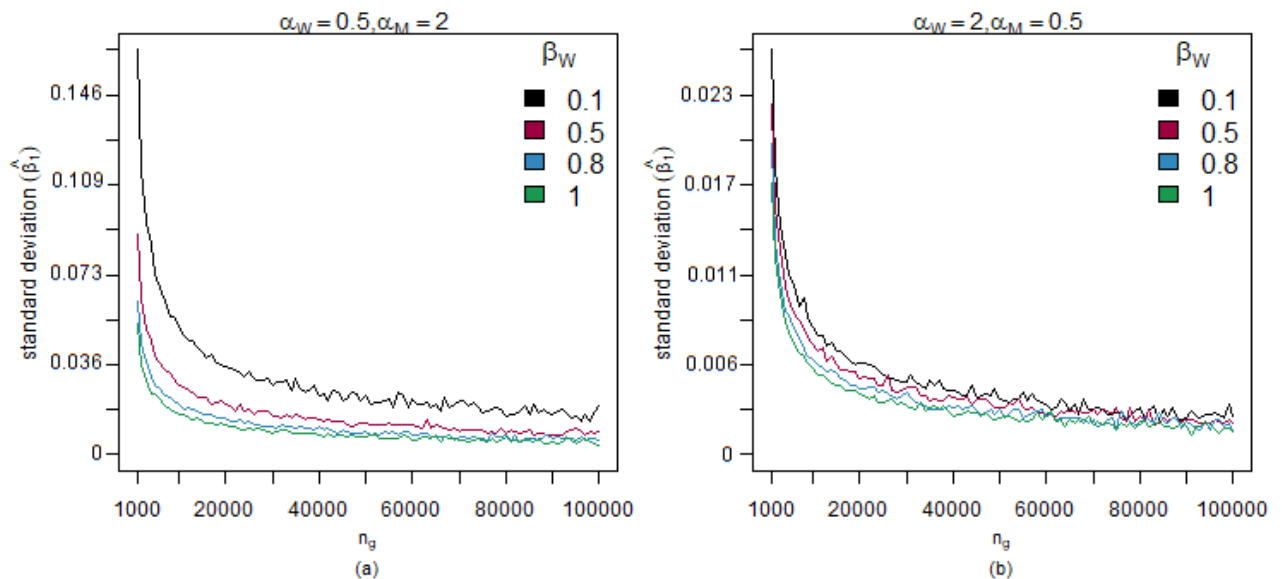 α_W = 0.5, α_M = 2
standard deviation (β̂₁)
0.146
0.109
0.073
0.036
0
1000 20000 40000 60000 80000 100000
n_g
(a)
β_W
0.1
0.5
0.8
1
α_W = 2, α_M = 0.5
standard deviation (β̂₁)
0.023
0.017
0.011
0.006
0
1000 20000 40000 60000 80000 100000
n_g
(b)
β_W
0.1
0.5
0.8
1